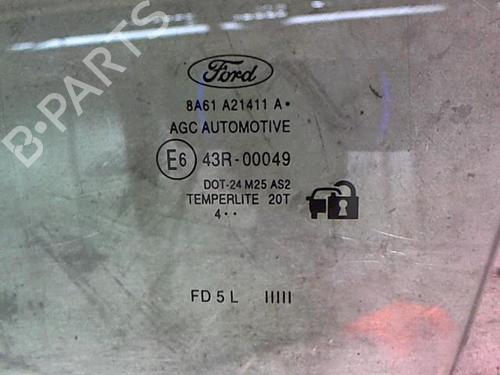 B-PARTS
Ford
8A61 A21411 A•
AGC AUTOMOTIVE
E6 43R-00049
DOT-24 M25 AS2
TEMPERLITE 20T
4 • •
FD 5 L IIIII